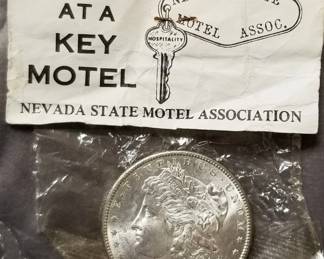 AT A
KEY
MOTEL
HOSPITALITY
MOTEL ASSOC.
NEVADA STATE MOTEL ASSOCIATION